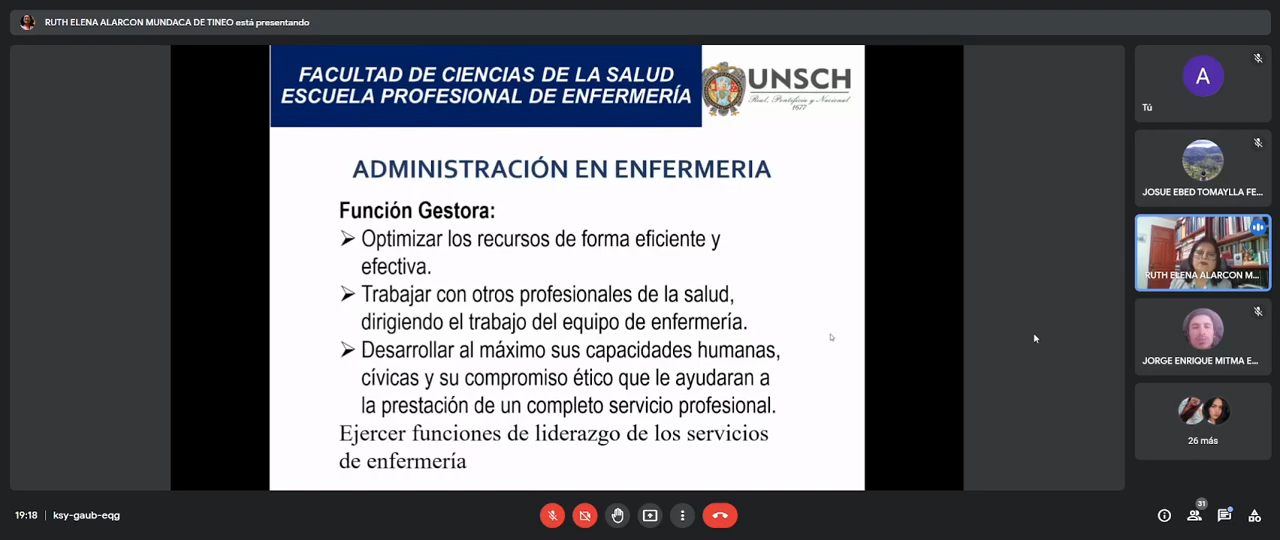 RUTH ELENA ALARCON MUNDACA DE TINEO está presentando
FACULTAD DE CIENCIAS DE LA SALUD
ESCUELA PROFESIONAL DE ENFERMERÍA
UNSCH
Real, Pontificia y Nacional
1677
ADMINISTRACIÓN EN ENFERMERIA
Función Gestora:
➢ Optimizar los recursos de forma eficiente y
efectiva.
➢ Trabajar con otros profesionales de la salud,
dirigiendo el trabajo del equipo de enfermería.
➢ Desarrollar al máximo sus capacidades humanas,
cívicas y su compromiso ético que le ayudaran a
la prestación de un completo servicio profesional.
Ejercer funciones de liderazgo de los servicios
de enfermería
A
Tú
JOSUE EBED TOMAYLLA FE...
RUTH ELENA ALARCON M...
JORGE ENRIQUE MITMA E...
26 más
19:18 | ksy-gaub-eqg
31